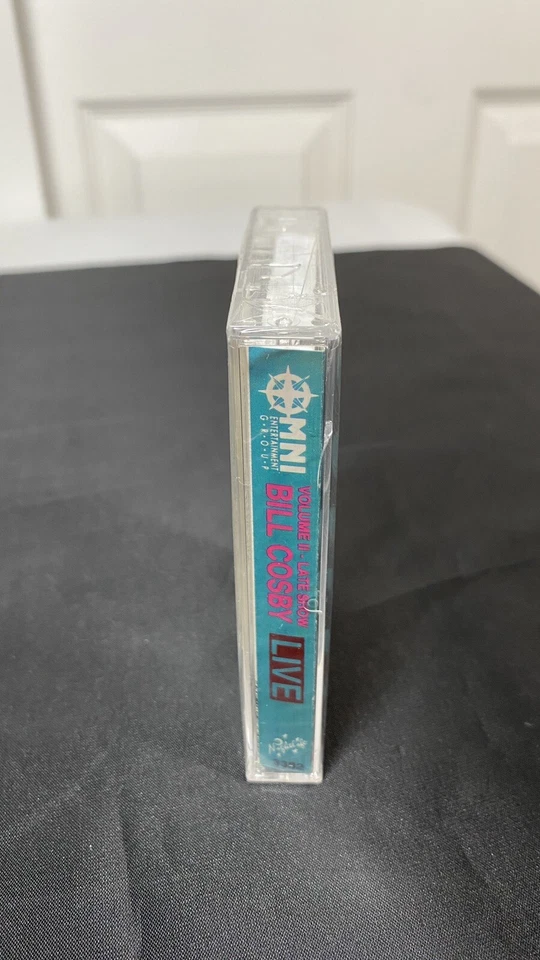 OMNI
ENTERTAINMENT
G·R·O·U·P
VOLUME II - LATE SHOW
BILL COSBY LIVE